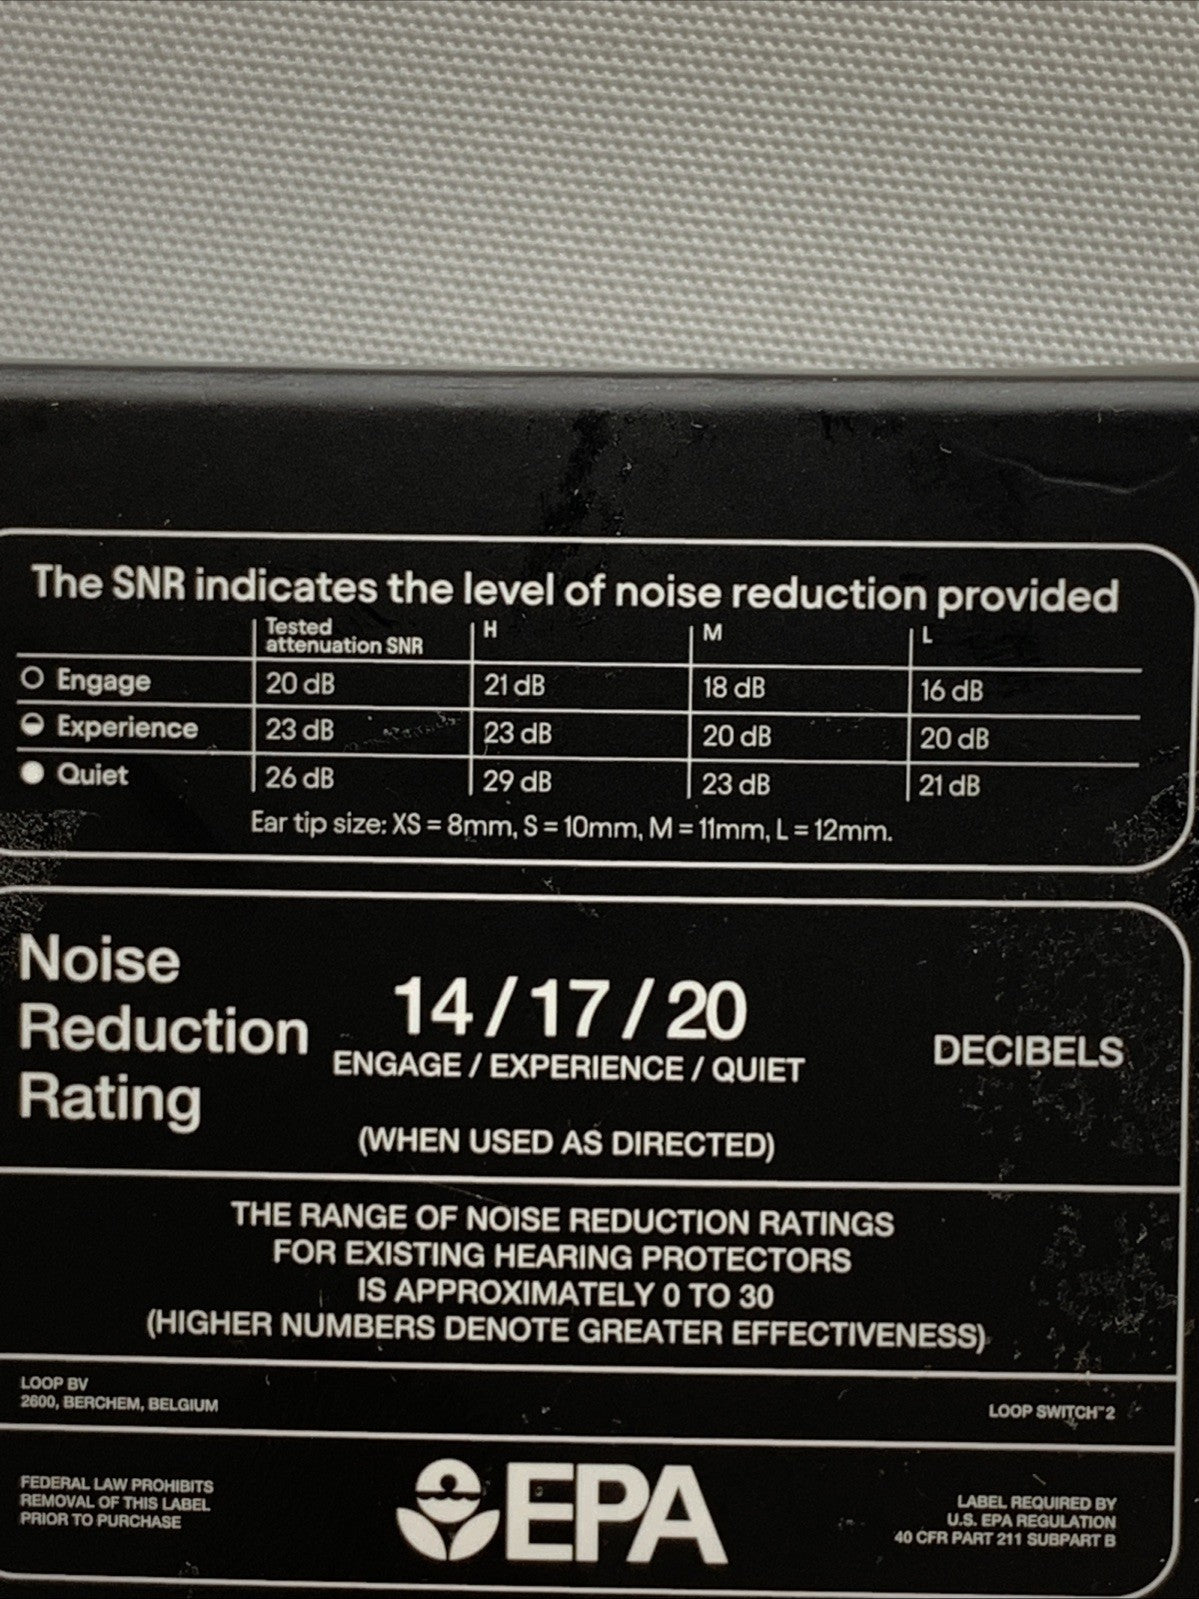 The SNR indicates the level of noise reduction provided
Tested attenuation SNR H M L
Engage 20 dB 21 dB 18 dB 16 dB
Experience 23 dB 23 dB 20 dB 20 dB
Quiet 26 dB 29 dB 23 dB 21 dB
Ear tip size: XS = 8mm, S = 10mm, M = 11mm, L = 12mm.
Noise
Reduction
Rating
14 / 17 / 20
ENGAGE / EXPERIENCE / QUIET
(WHEN USED AS DIRECTED)
DECIBELS
THE RANGE OF NOISE REDUCTION RATINGS
FOR EXISTING HEARING PROTECTORS
IS APPROXIMATELY 0 TO 30
(HIGHER NUMBERS DENOTE GREATER EFFECTIVENESS)
LOOP BV
2600, BERCHEM, BELGIUM
LOOP SWITCH™2
FEDERAL LAW PROHIBITS
REMOVAL OF THIS LABEL
PRIOR TO PURCHASE
EPA
LABEL REQUIRED BY
U.S. EPA REGULATION
40 CFR PART 211 SUBPART B